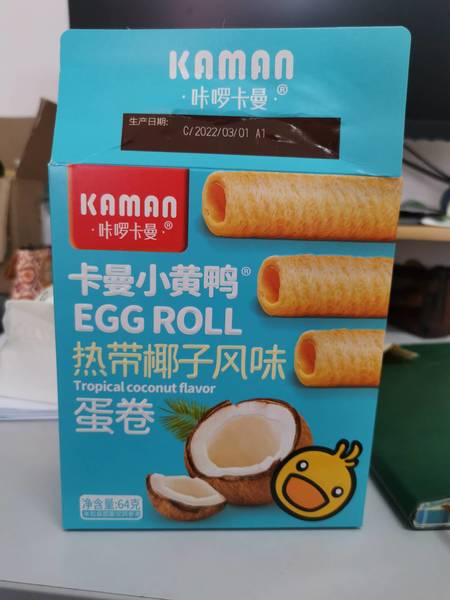 KAMAN
·咔啰卡曼·®
生产日期:
C/2022/03/01 A1
KAMAN
·咔啰卡曼·®
卡曼小黄鸭®
EGG ROLL
热带椰子风味
Tropical coconut flavor
蛋卷
净含量:64克